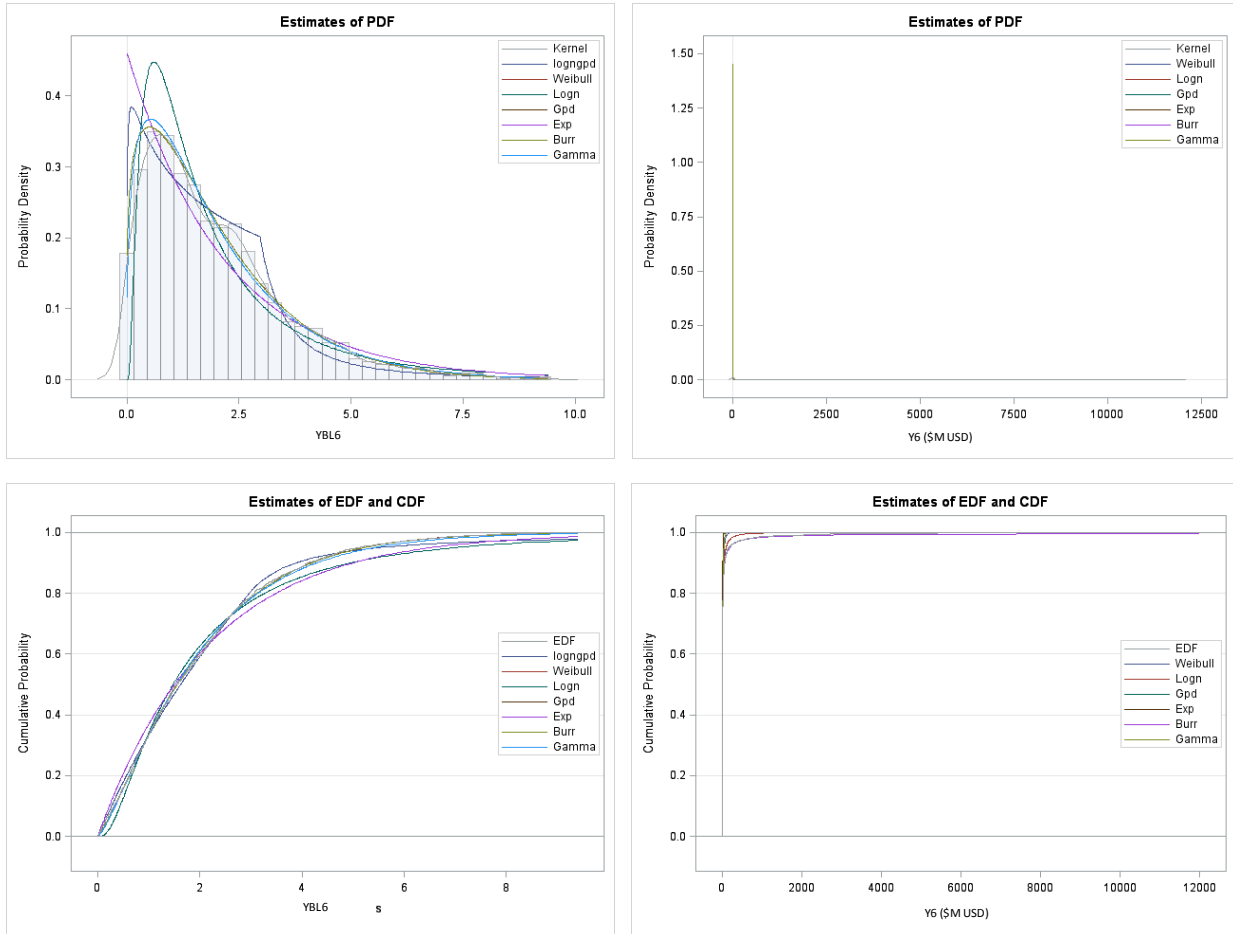 Estimates of PDF
Kernel
logngpd
Weibull
Logn
Gpd
Exp
Burr
Gamma
Probability Density
0.4
0.3
0.2
0.1
0.0
0.0
2.5
5.0
7.5
10.0
YBL6
Estimates of PDF
Kernel
Weibull
Logn
Gpd
Exp
Burr
Gamma
Probability Density
1.50
1.25
1.00
0.75
0.50
0.25
0.00
0
2500
5000
7500
10000
12500
Y6 ($M USD)
Estimates of EDF and CDF
EDF
logngpd
Weibull
Logn
Gpd
Exp
Burr
Gamma
Cumulative Probability
1.0
0.8
0.6
0.4
0.2
0.0
0
2
4
6
8
YBL6 s
Estimates of EDF and CDF
EDF
Weibull
Logn
Gpd
Exp
Burr
Gamma
Cumulative Probability
1.0
0.8
0.6
0.4
0.2
0.0
0
2000
4000
6000
8000
10000
12000
Y6 ($M USD)